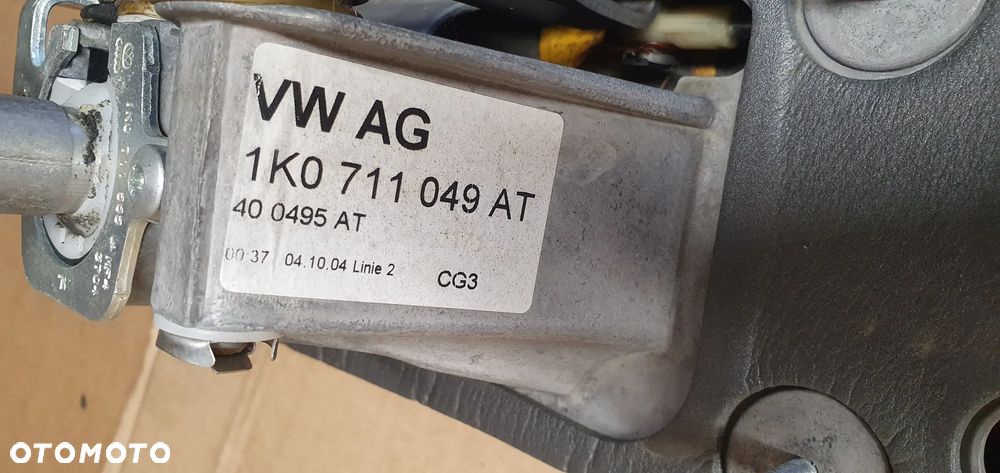 VW AG
1K0 711 049 AT
40 0495 AT
00:37 04.10.04 Linie 2 CG3
OTOMOTO